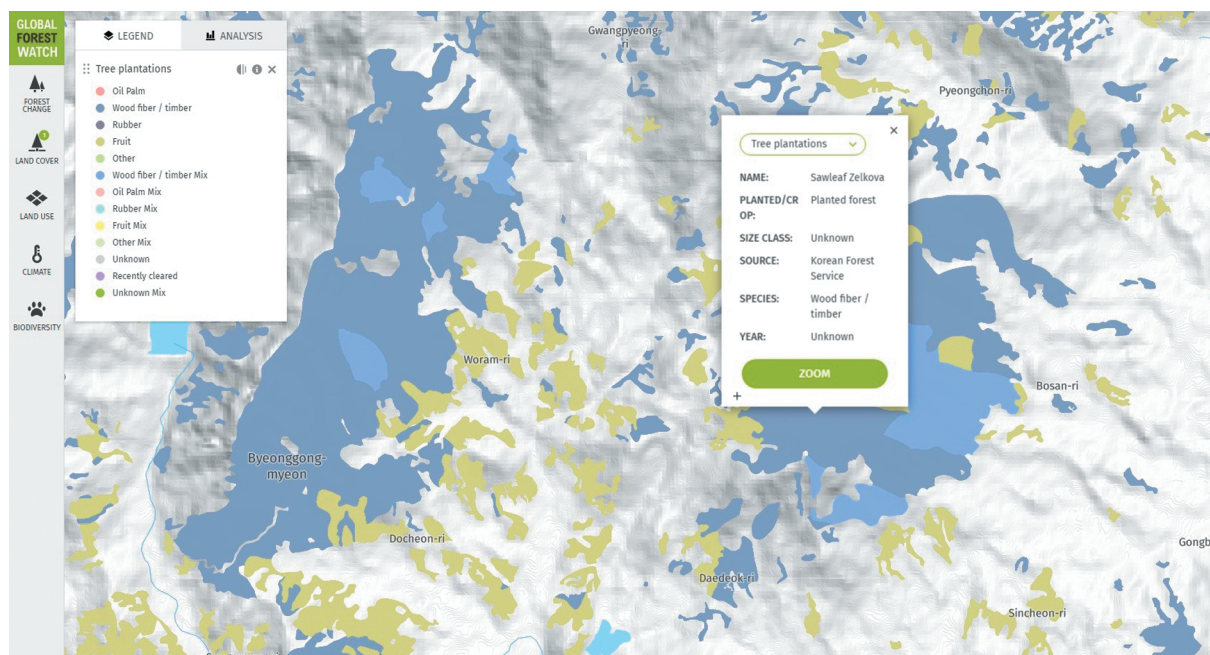 GLOBAL
FOREST
WATCH
FOREST
CHANGE
1
LAND COVER
LAND USE
CLIMATE
BIODIVERSITY
LEGEND
ANALYSIS
Tree plantations
Oil Palm
Wood fiber / timber
Rubber
Fruit
Other
Wood fiber / timber Mix
Oil Palm Mix
Rubber Mix
Fruit Mix
Other Mix
Unknown
Recently cleared
Unknown Mix
Gwangpyeong-
ri
Pyeongchon-ri
Tree plantations
NAME: Sawleaf Zelkova
PLANTED/CR Planted forest
OP:
SIZE CLASS: Unknown
SOURCE: Korean Forest
Service
SPECIES: Wood fiber /
timber
YEAR: Unknown
ZOOM
Woram-ri
Bosan-ri
Byeonggong-
myeon
Docheon-ri
Gongb
Daedeok-ri
Sincheon-ri